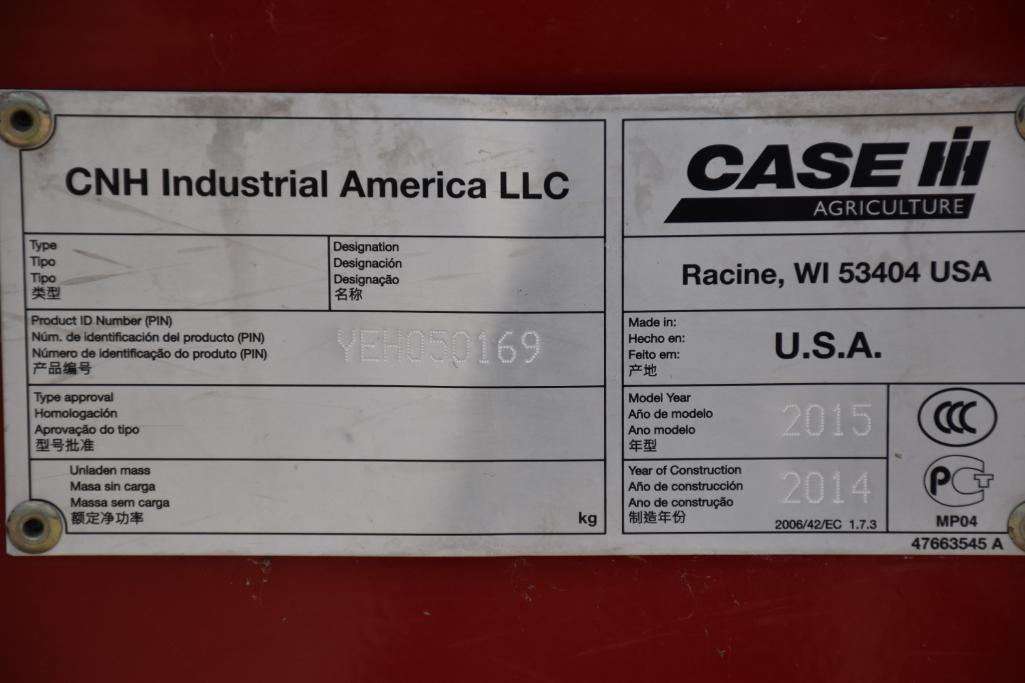 CNH Industrial America LLC
Type
Tipo
Tipo
类型
Designation
Designación
Designação
名称
Product ID Number (PIN)
Núm. de identificación del producto (PIN)
Número de identificação do produto (PIN)
产品编号
YEH050169
Type approval
Homologación
Aprovação do tipo
型号批准
Unladen mass
Masa sin carga
Massa sem carga
额定净功率
kg
CASE IH
AGRICULTURE
Racine, WI 53404 USA
Made in:
Hecho en:
Feito em:
产地
U.S.A.
Model Year
Año de modelo
Ano modelo
年型
2015
Year of Construction
Año de construcción
Ano de construção
制造年份
2014
2006/42/EC 1.7.3
CCC
PCT
MP04
47663545 A